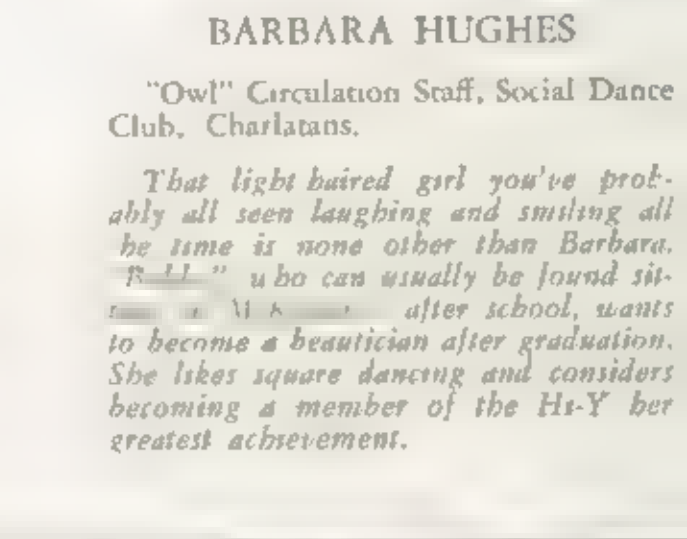 BARBARA HUGHES
"Owl" Circulation Staff, Social Dance
Club, Charlatans.
That light haired girl you've prob-
ably all seen laughing and smiling all
he time is none other than Barbara.
who can usually be found sit-
after school, wants
to become a beautician after graduation.
She likes square dancing and considers
becoming a member of the Hi-Y her
greatest achievement.